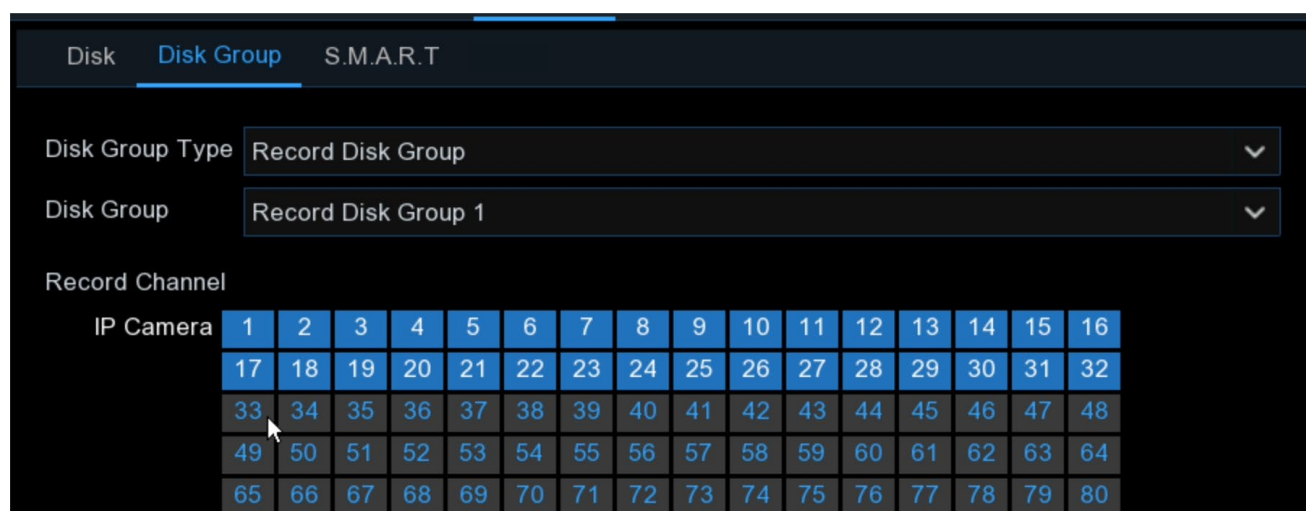 Disk Disk Group S.M.A.R.T
Disk Group Type Record Disk Group
Disk Group Record Disk Group 1
Record Channel
IP Camera 1 2 3 4 5 6 7 8 9 10 11 12 13 14 15 16
17 18 19 20 21 22 23 24 25 26 27 28 29 30 31 32
33 34 35 36 37 38 39 40 41 42 43 44 45 46 47 48
49 50 51 52 53 54 55 56 57 58 59 60 61 62 63 64
65 66 67 68 69 70 71 72 73 74 75 76 77 78 79 80